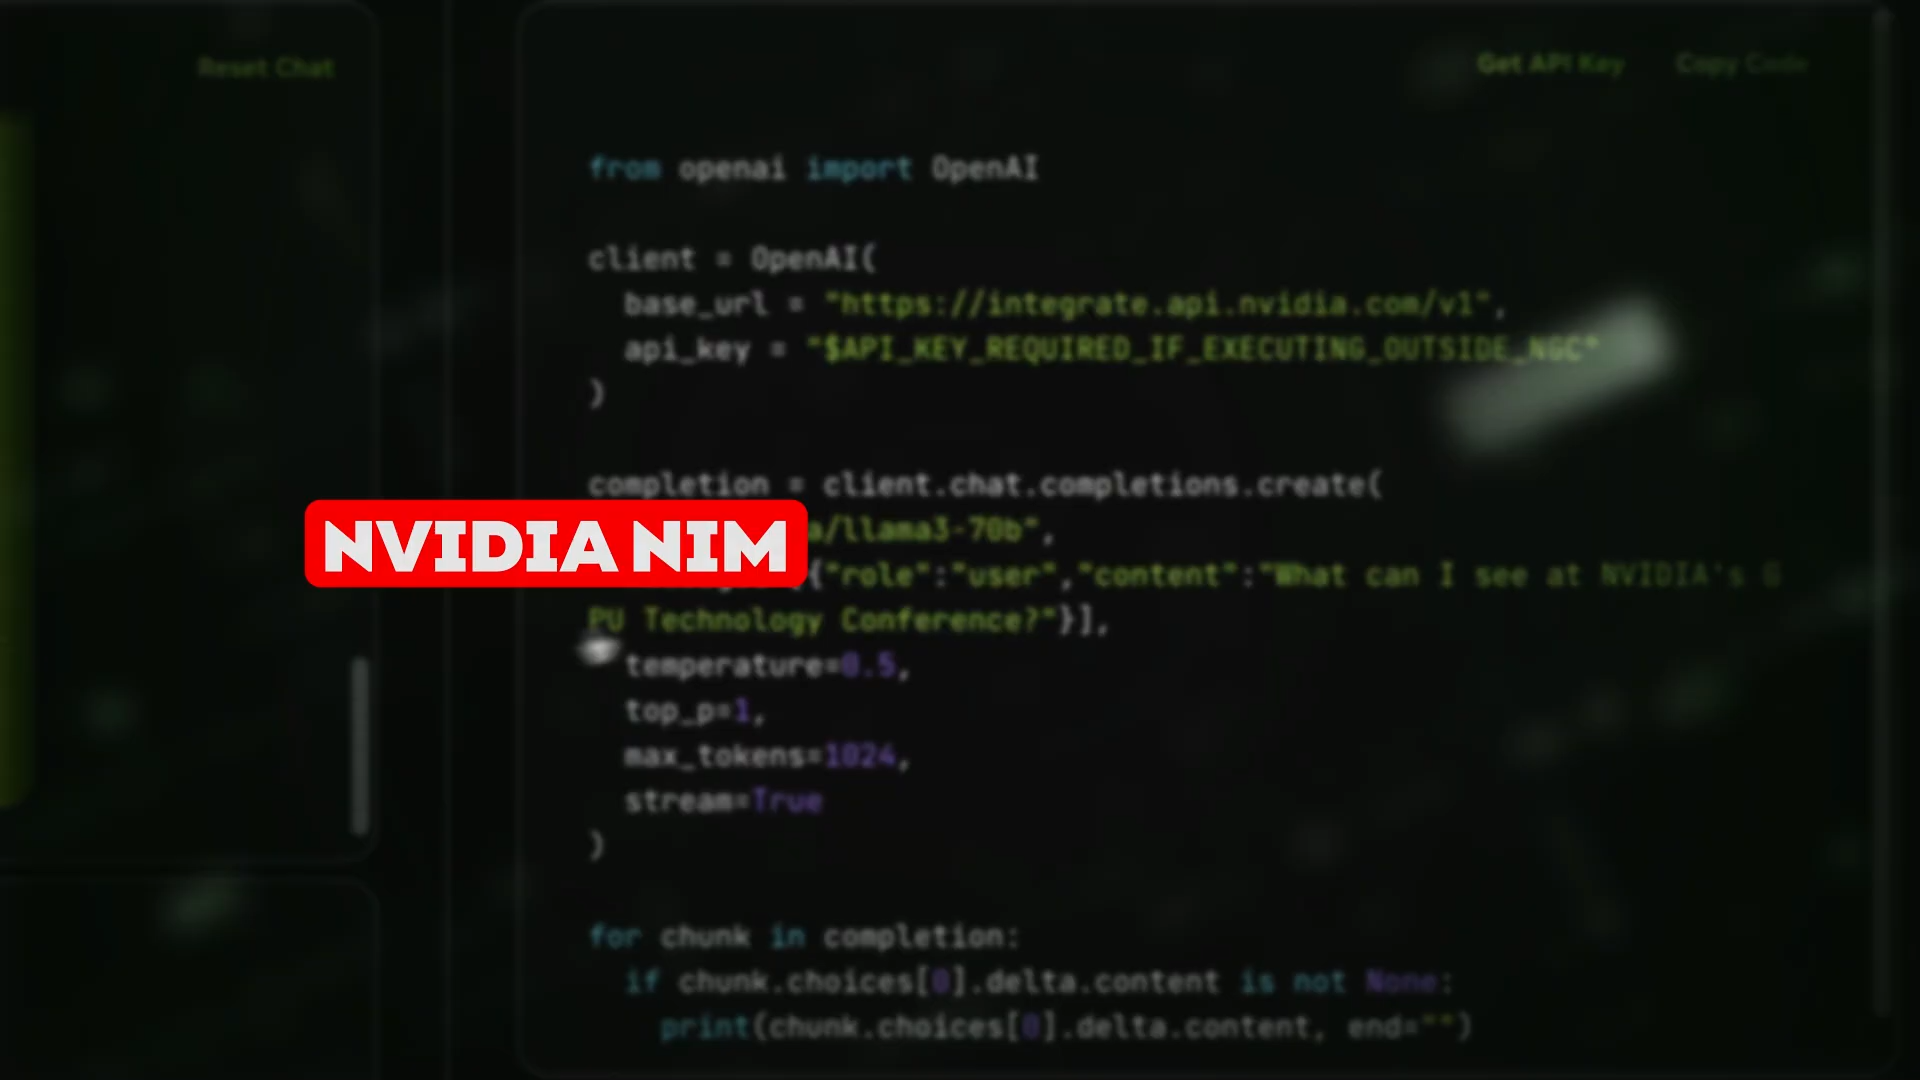 Reset Chat
Get API Key
Copy Code
from openai import OpenAI
client = OpenAI(
base_url = "https://integrate.api.nvidia.com/v1",
api_key = "$API_KEY_REQUIRED_IF_EXECUTING_OUTSIDE_NGC"
)
completion = client.chat.completions.create(
NVIDIA NIM
a/llama3-70b",
{"role":"user","content":"What can I see at NVIDIA's G
PU Technology Conference?"}],
temperature=0.5,
top_p=1,
max_tokens=1024,
stream=True
)
for chunk in completion:
if chunk.choices[0].delta.content is not None:
print(chunk.choices[0].delta.content, end="")